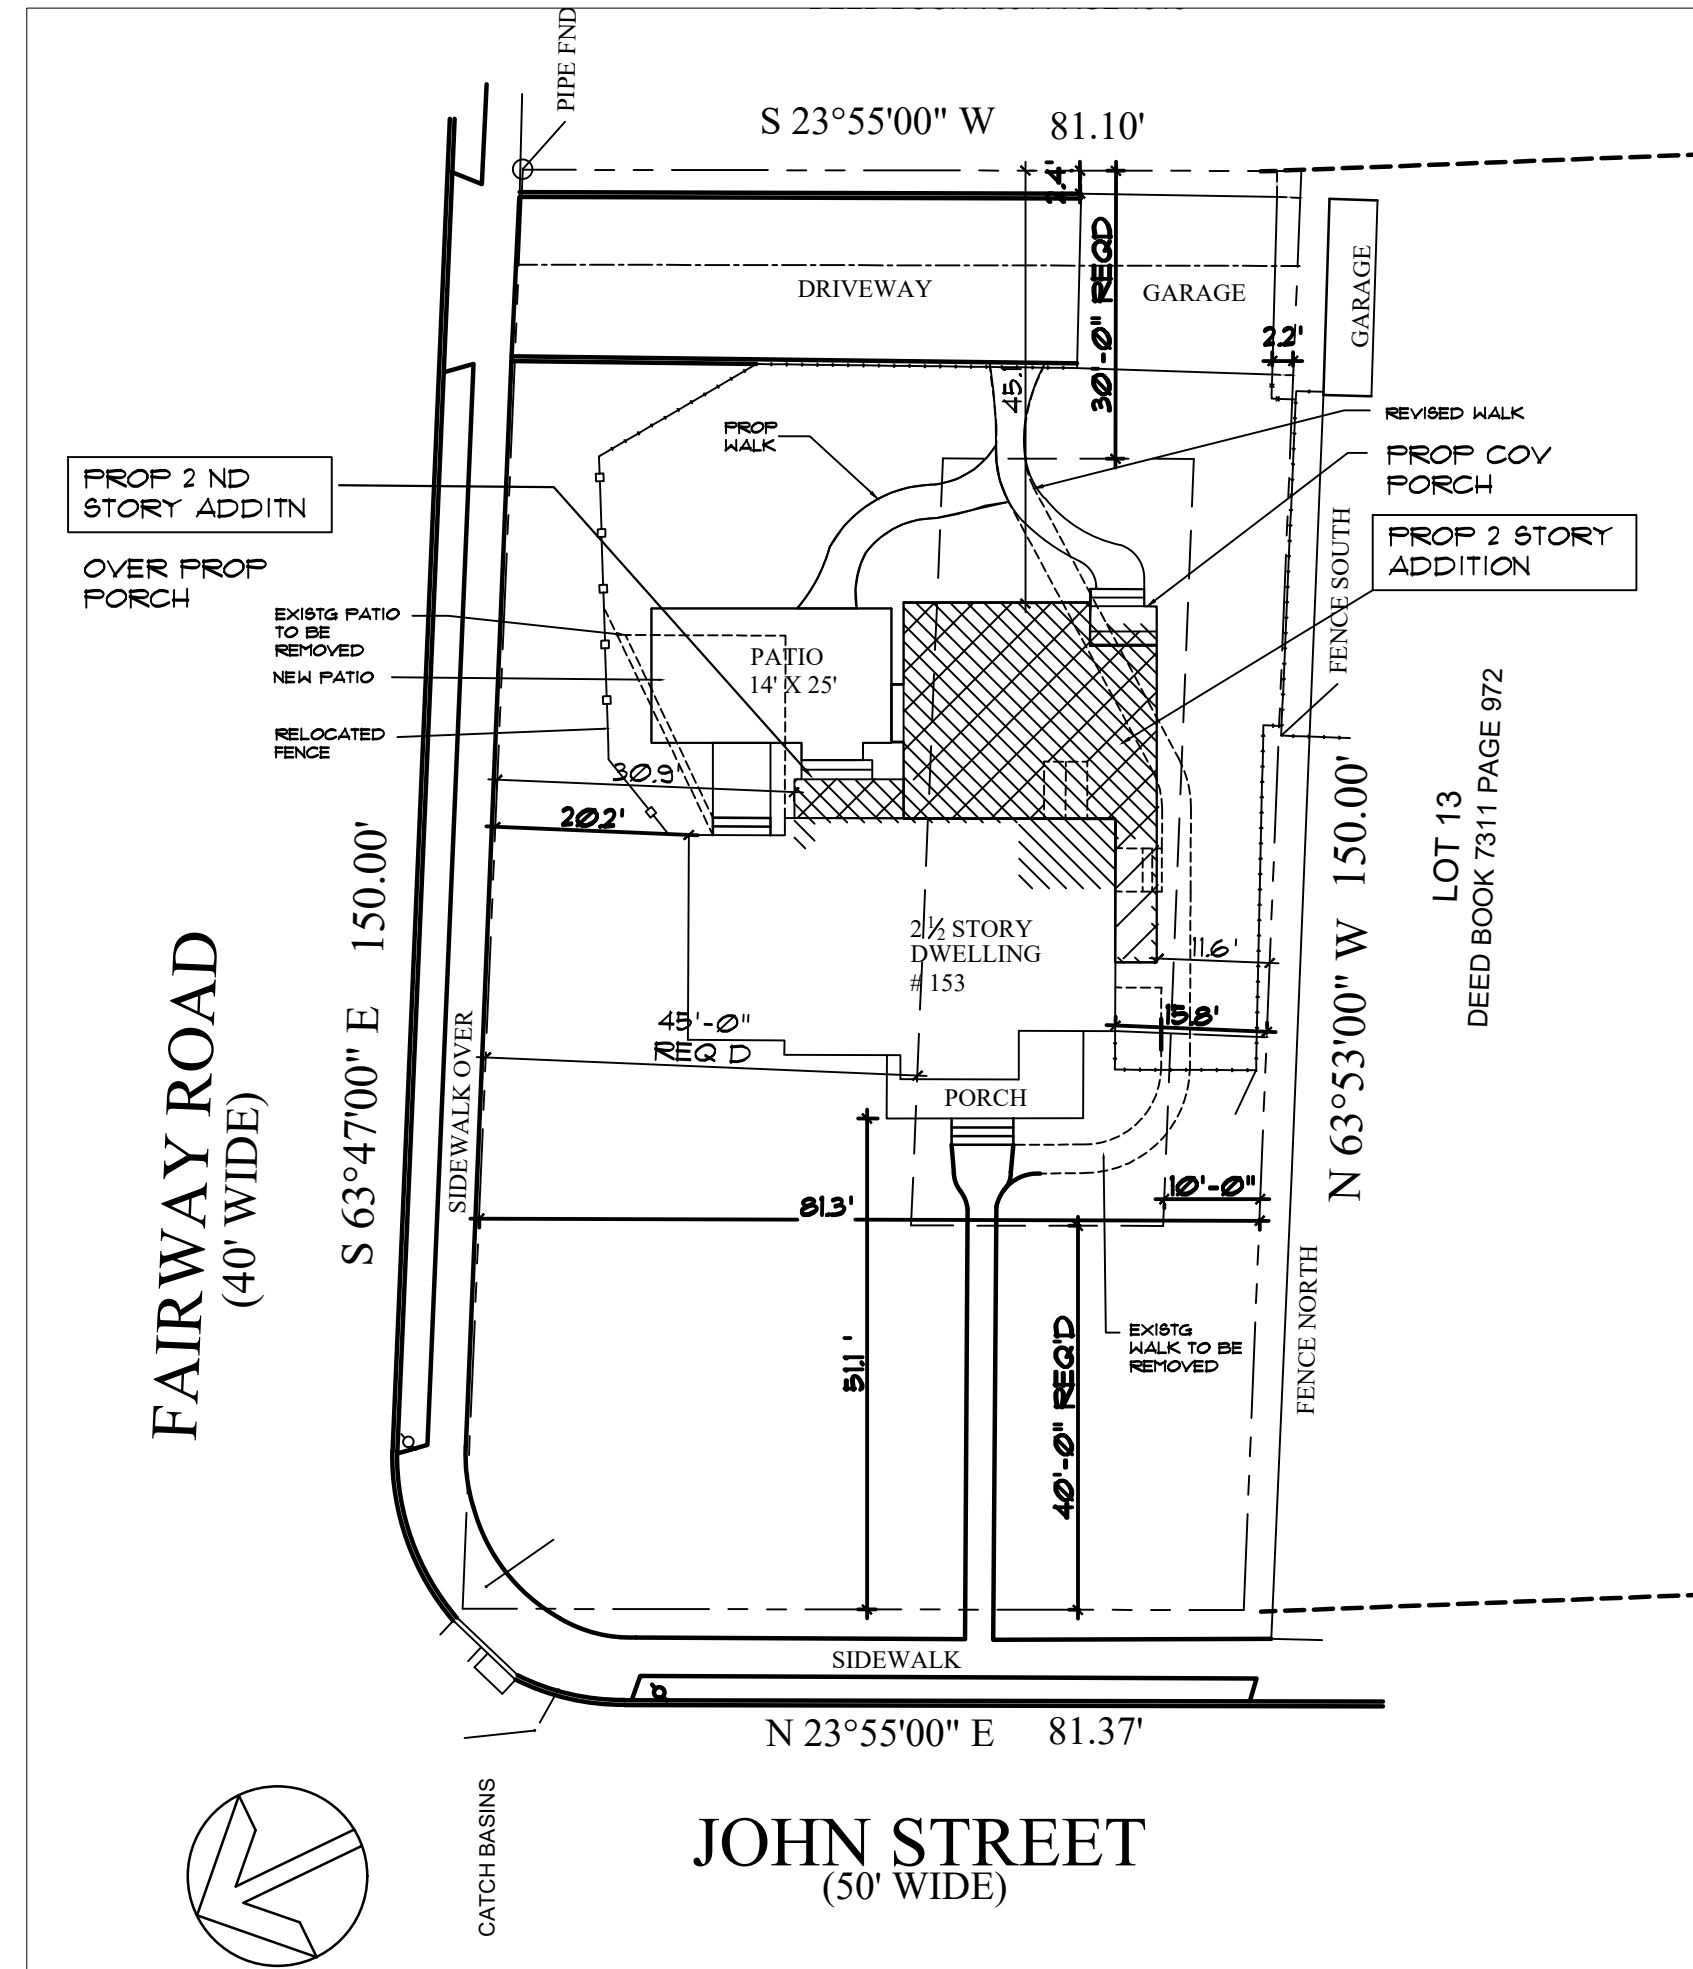 PIPE FND
S 23°55'00" W 81.10'
2.4'
DRIVEWAY
GARAGE
GARAGE
30'-0" REQD
2.2'
45.1
PROP
WALK
REVISED WALK
PROP COV
PORCH
PROP 2 ND
STORY ADDITN
OVER PROP
PORCH
PROP 2 STORY
ADDITION
FENCE SOUTH
EXISTG PATIO
TO BE
REMOVED
NEW PATIO
RELOCATED
FENCE
PATIO
14' X 25'
30.9'
20.2'
LOT 13
DEED BOOK 7311 PAGE 972
N 63°53'00" W 150.00'
S 63°47'00" E 150.00'
FAIRWAY ROAD
(40' WIDE)
SIDEWALK OVER
2 ½ STORY
DWELLING
# 153
11.6'
15.8'
45'-0"
REQ D
PORCH
81.3'
10'-0"
51.1'
40'-0" REQ'D
EXISTG
WALK TO BE
REMOVED
FENCE NORTH
SIDEWALK
N 23°55'00" E 81.37'
CATCH BASINS
JOHN STREET
(50' WIDE)